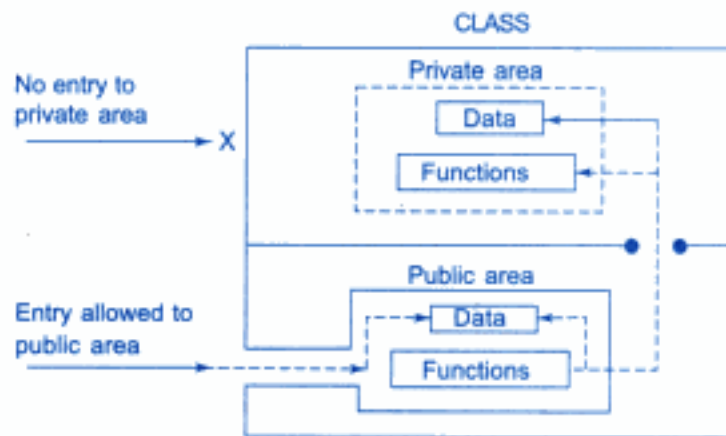 CLASS
Private area
No entry to
private area
X
Data
Functions
Public area
Entry allowed to
public area
Data
Functions